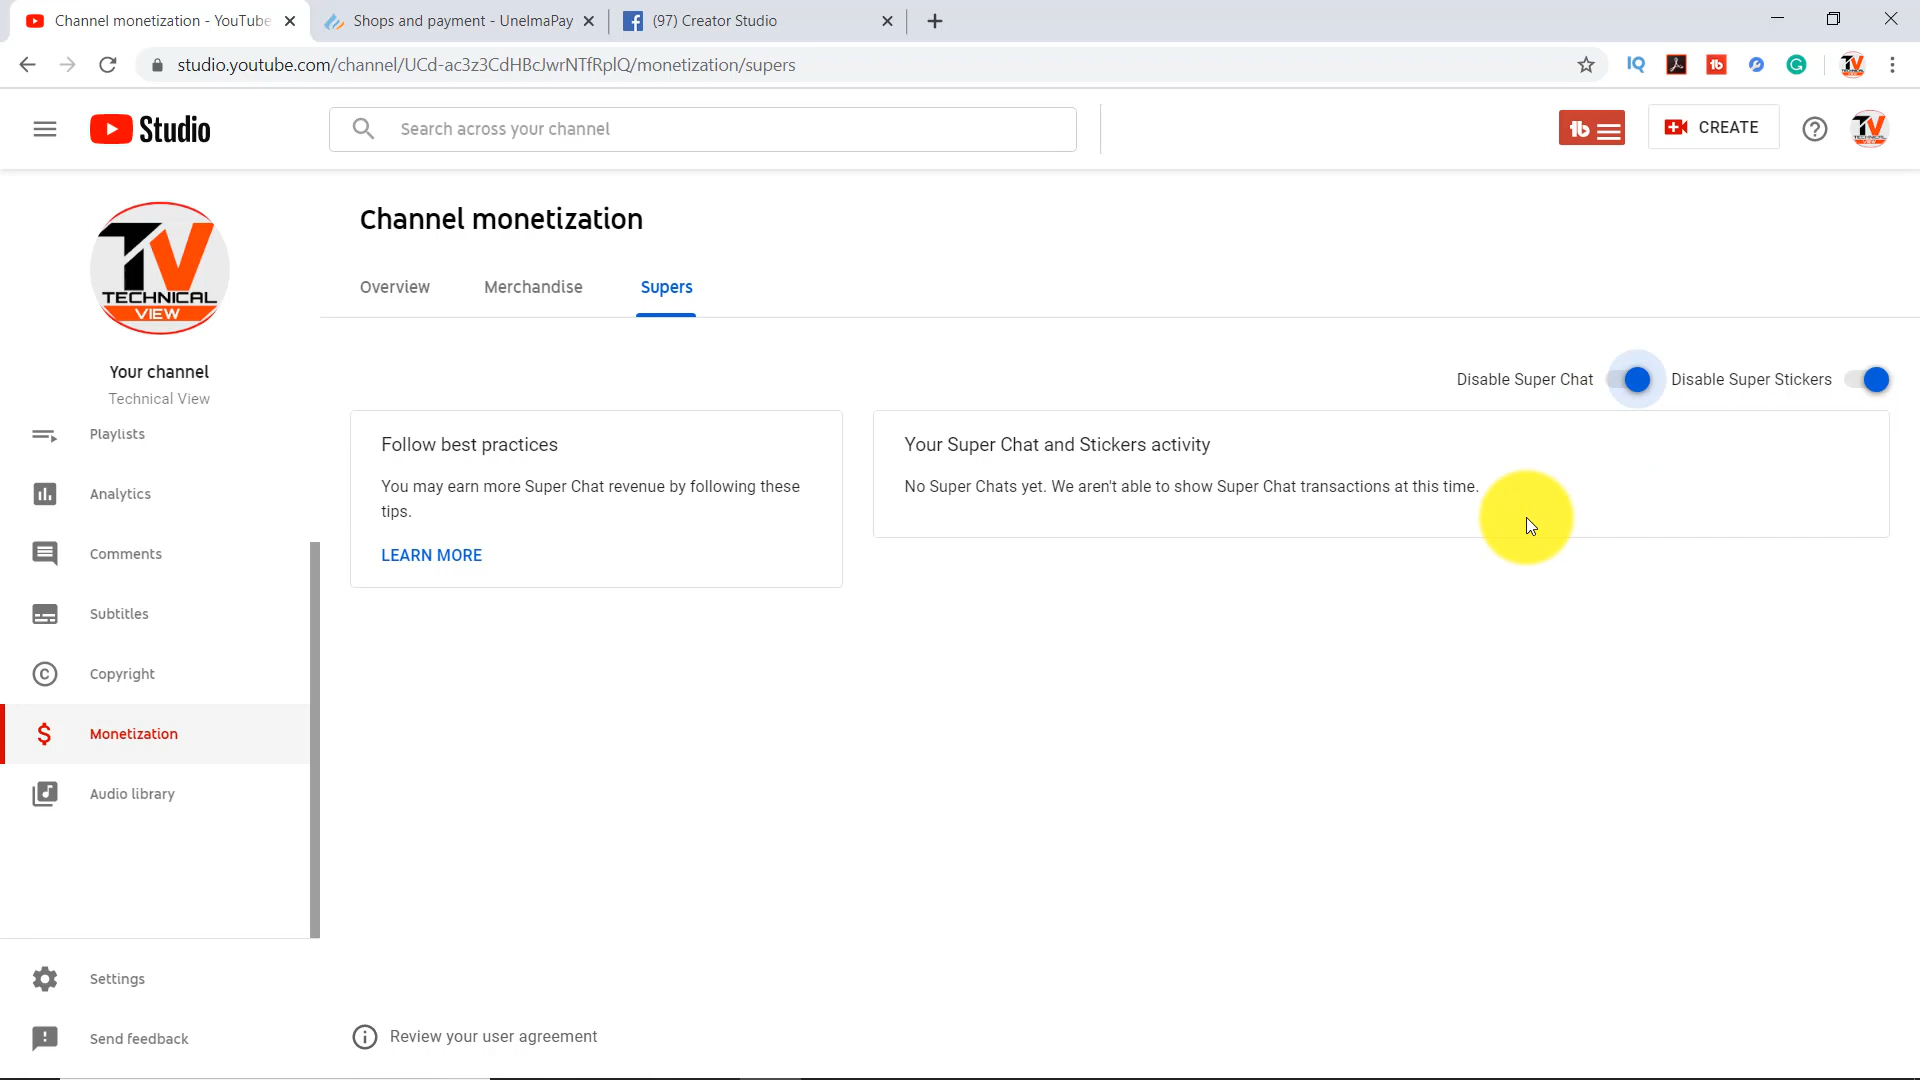 Channel monetization - YouTube
Shops and payment - UnelmaPay
(97) Creator Studio
studio.youtube.com/channel/UCd-ac3z3CdHBcJwrNTfRplQ/monetization/supers
IQ
tb
G
TV
Studio
Search across your channel
tb
CREATE
TV
TECHNICAL
VIEW
Your channel
Technical View
Playlists
Analytics
Comments
Subtitles
Copyright
Monetization
Audio library
Settings
Send feedback
Channel monetization
Overview
Merchandise
Supers
Disable Super Chat
Disable Super Stickers
Follow best practices
You may earn more Super Chat revenue by following these
tips.
LEARN MORE
Your Super Chat and Stickers activity
No Super Chats yet. We aren't able to show Super Chat transactions at this time.
Review your user agreement